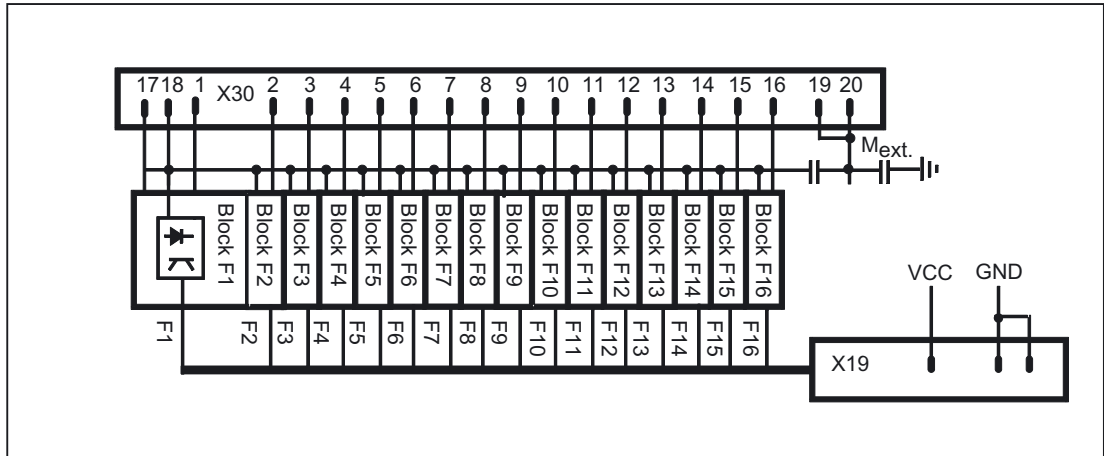 17 18 1 X30 2 3 4 5 6 7 8 9 10 11 12 13 14 15 16 19 20
Mext.
Block F1
Block F2
Block F3
Block F4
Block F5
Block F6
Block F7
Block F8
Block F9
Block F10
Block F11
Block F12
Block F13
Block F14
Block F15
Block F16
VCC GND
F1 F2 F3 F4 F5 F6 F7 F8 F9 F10 F11 F12 F13 F14 F15 F16
X19